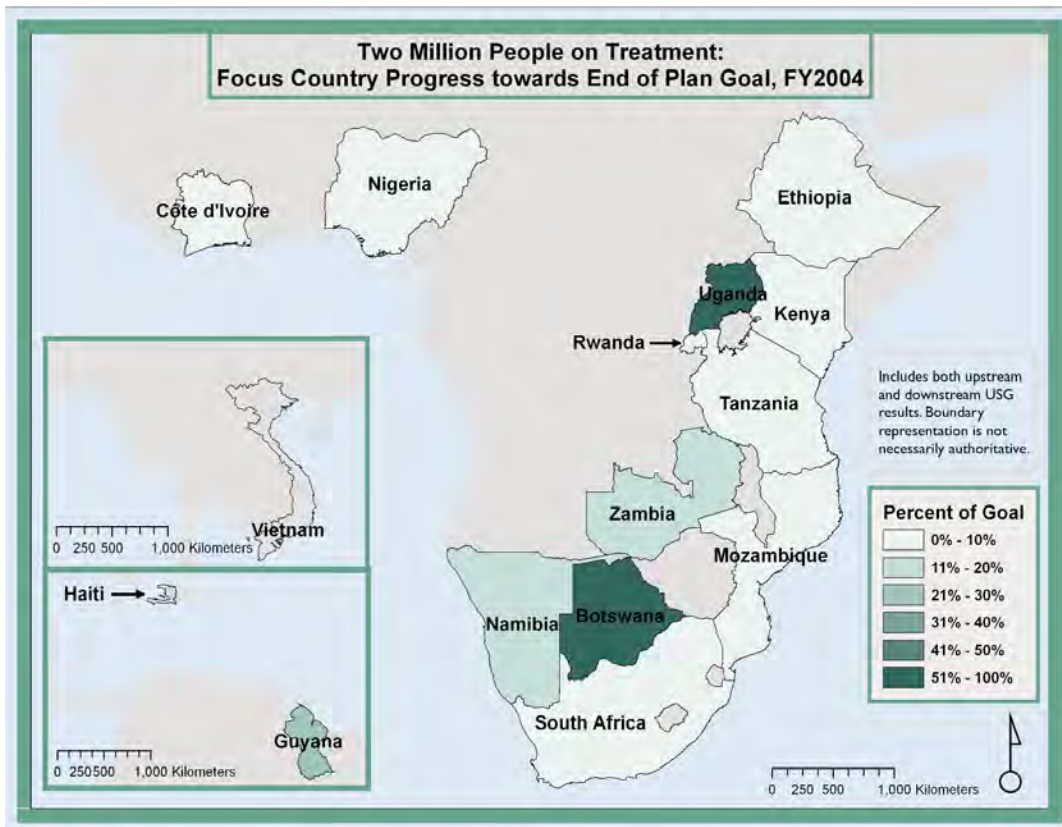 Two Million People on Treatment:
Focus Country Progress towards End of Plan Goal, FY2004
Côte d'Ivoire
Nigeria
Ethiopia
Uganda
Kenya
Rwanda
Tanzania
Includes both upstream
and downstream USG
results. Boundary
representation is not
necessarily authoritative.
Zambia
Mozambique
Namibia
Botswana
South Africa
Vietnam
0 250 500 1,000 Kilometers
Haiti
Guyana
0 250 500 1,000 Kilometers
Percent of Goal
0% - 10%
11% - 20%
21% - 30%
31% - 40%
41% - 50%
51% - 100%
0 250 500 1,000 Kilometers